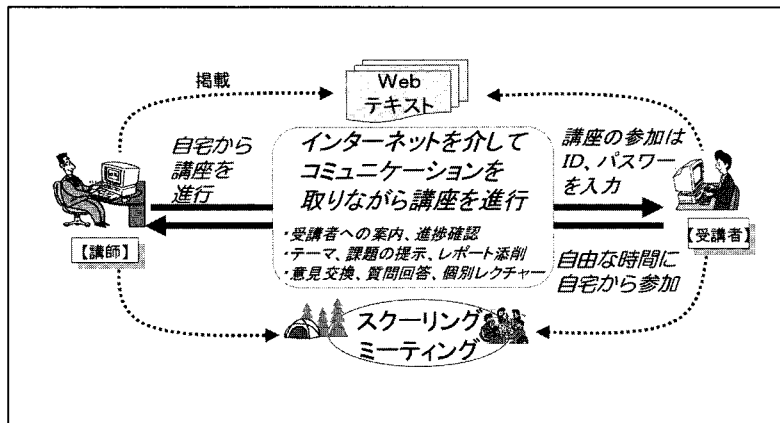 掲載
Web
テキスト
自宅から
講座を
進行
インターネットを介して
コミュニケーションを
取りながら講座を進行
・受講者への案内、進捗確認
・テーマ、課題の提示、レポート添削
・意見交換、質問回答、個別レクチャー
講座の参加は
ID、パスワー
を入力
【講師】
【受講者】
自由な時間に
自宅から参加
スクーリング
ミーティング